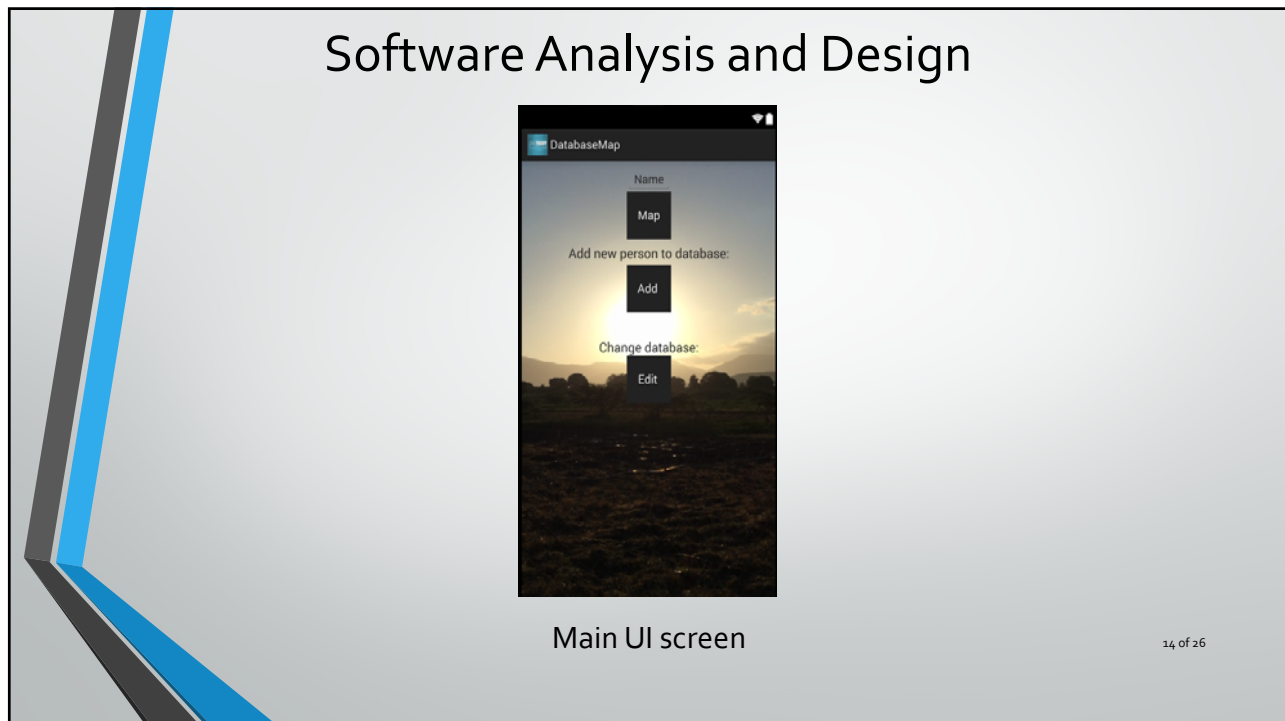 Software Analysis and Design
DatabaseMap
Name
Map
Add new person to database:
Add
Change database:
Edit
Main UI screen
14 of 26